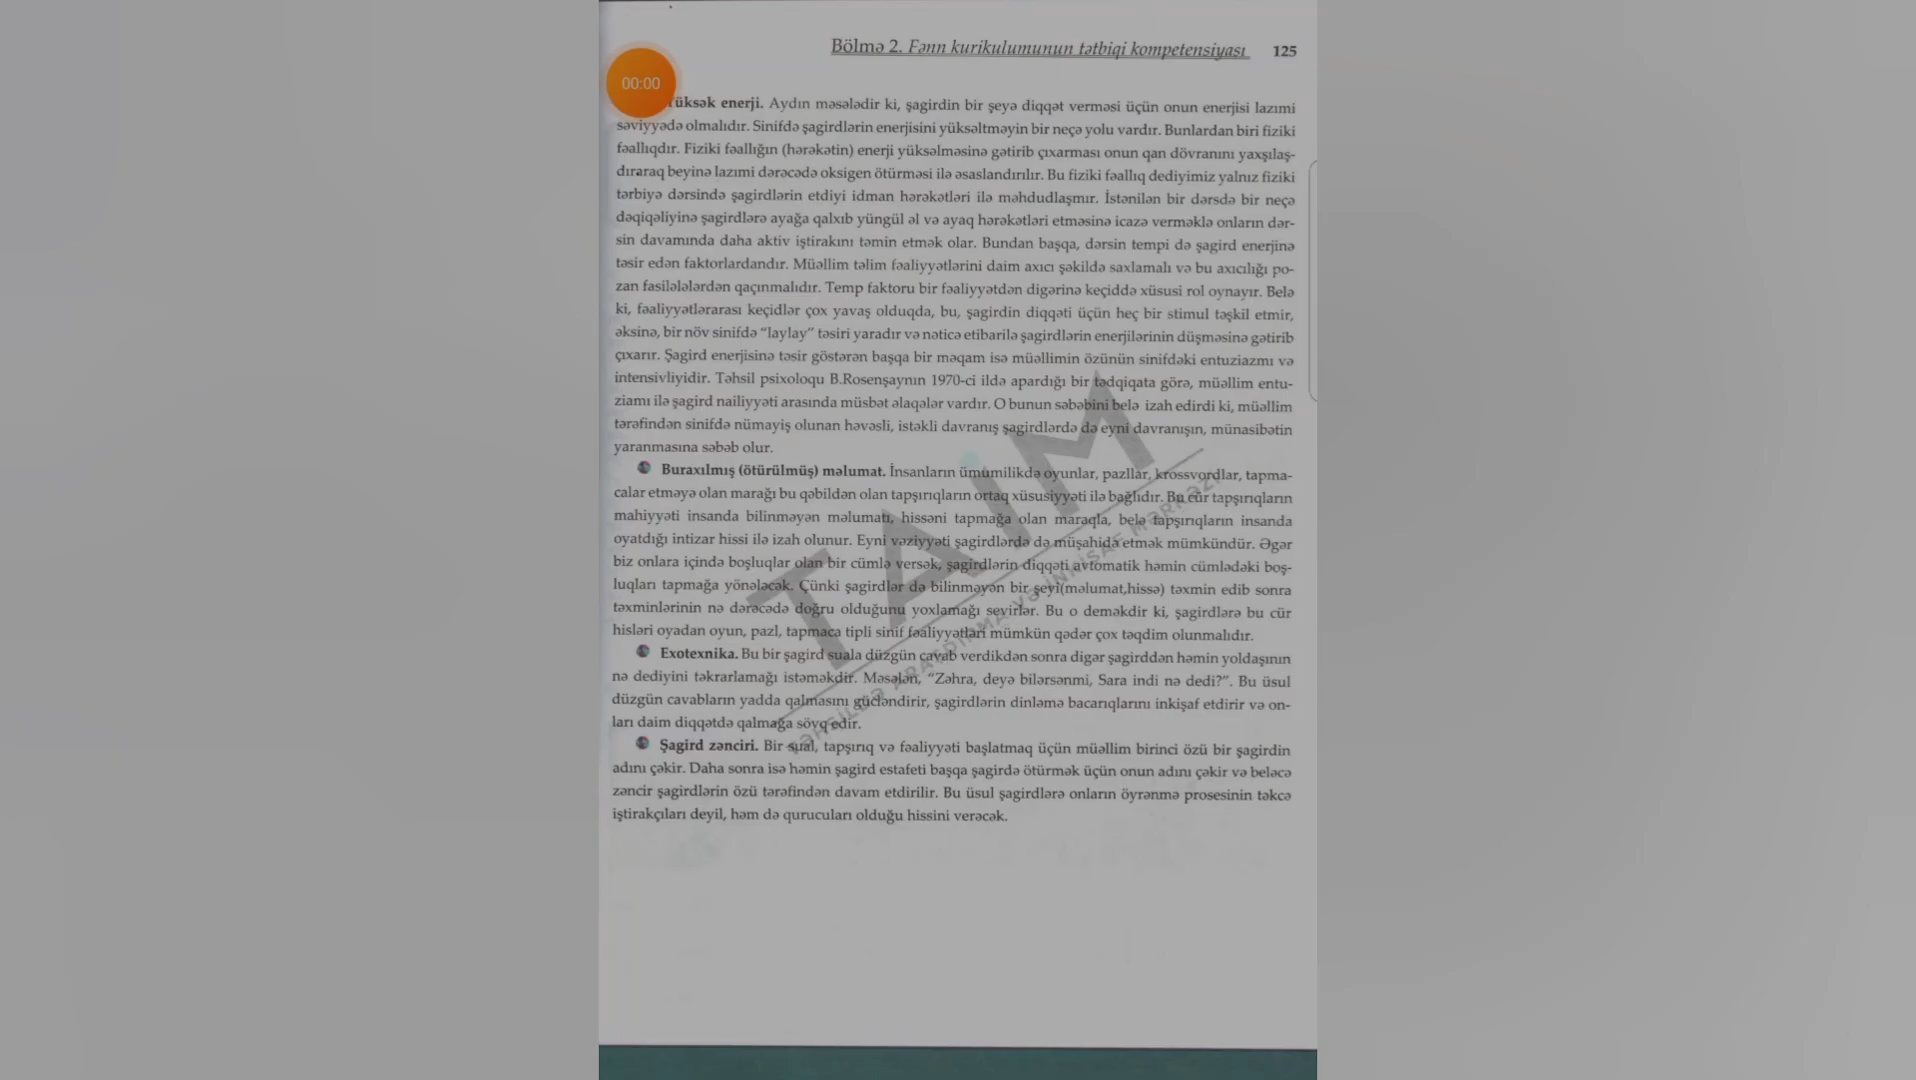 Bölmə 2. Fənn kurikulumunun tətbiqi kompetensiyası 125
00:00
üksək enerji. Aydın məsələdir ki, şagirdin bir şeyə diqqət verməsi üçün onun enerjisi lazımi
səviyyədə olmalıdır. Sinifdə şagirdlərin enerjisini yüksəltməyin bir neçə yolu vardır. Bunlardan biri fiziki
fəallıqdır. Fiziki fəallığın (hərəkətin) enerji yüksəlməsinə gətirib çıxarması onun qan dövranını yaxşılaş-
dıraraq beyinə lazımi dərəcədə oksigen ötürməsi ilə əsaslandırılır. Bu fiziki fəallıq dediyimiz yalnız fiziki
tərbiyə dərsində şagirdlərin etdiyi idman hərəkətləri ilə məhdudlaşmır. İstənilən bir dərsdə bir neçə
dəqiqəliyinə şagirdlərə ayağa qalxıb yüngül əl və ayaq hərəkətləri etməsinə icazə verməklə onların dər-
sin davamında daha aktiv iştirakını təmin etmək olar. Bundan başqa, dərsin tempi də şagird enerjinə
təsir edən faktorlardandır. Müəllim təlim fəaliyyətlərini daim axıcı şəkildə saxlamalı və bu axıcılığı po-
zan fasilələlərdən qaçınmalıdır. Temp faktoru bir fəaliyyətdən digərinə keçiddə xüsusi rol oynayır. Belə
ki, fəaliyyətlərarası keçidlər çox yavaş olduqda, bu, şagirdin diqqəti üçün heç bir stimul təşkil etmir,
əksinə, bir növ sinifdə “laylay” təsiri yaradır və nəticə etibarilə şagirdlərin enerjilərinin düşməsinə gətirib
çıxarır. Şagird enerjisinə təsir göstərən başqa bir məqam isə müəllimin özünün sinifdəki entuziazmı və
intensivliyidir. Təhsil psixoloqu B.Rosenşaynın 1970-ci ildə apardığı bir tədqiqata görə, müəllim entu-
ziamı ilə şagird nailiyyəti arasında müsbət əlaqələr vardır. O bunun səbəbini belə izah edirdi ki, müəllim
tərəfindən sinifdə nümayiş olunan həvəsli, istəkli davranış şagirdlərdə də eyni davranışın, münasibətin
yaranmasına səbəb olur.
Buraxılmış (ötürülmüş) məlumat. İnsanların ümumilikdə oyunlar, pazllar, krossvordlar, tapma-
calar etməyə olan marağı bu qəbildən olan tapşırıqların ortaq xüsusiyyəti ilə bağlıdır. Bu cür tapşırıqların
mahiyyəti insanda bilinməyən məlumatı, hissəni tapmağa olan maraqla, belə tapşırıqların insanda
oyatdığı intizar hissi ilə izah olunur. Eyni vəziyyəti şagirdlərdə də müşahidə etmək mümkündür. Əgər
biz onlara içində boşluqlar olan bir cümlə versək, şagirdlərin diqqəti avtomatik həmin cümlədəki boş-
luqları tapmağa yönələcək. Çünki şagirdlər də bilinməyən bir şeyi(məlumat,hissə) təxmin edib sonra
təxminlərinin nə dərəcədə doğru olduğunu yoxlamağı sevirlər. Bu o deməkdir ki, şagirdlərə bu cür
hisləri oyadan oyun, pazl, tapmaca tipli sinif fəaliyyətləri mümkün qədər çox təqdim olunmalıdır.
Exotexnika. Bu bir şagird suala düzgün cavab verdikdən sonra digər şagirddən həmin yoldaşının
nə dediyini təkrarlamağı istəməkdir. Məsələn, “Zəhra, deyə bilərsənmi, Sara indi nə dedi?”. Bu üsul
düzgün cavabların yadda qalmasını gücləndirir, şagirdlərin dinləmə bacarıqlarını inkişaf etdirir və on-
ları daim diqqətdə qalmağa sövq edir.
Şagird zənciri. Bir sual, tapşırıq və fəaliyyəti başlatmaq üçün müəllim birinci özü bir şagirdin
adını çəkir. Daha sonra isə həmin şagird estafeti başqa şagirdə ötürmək üçün onun adını çəkir və beləcə
zəncir şagirdlərin özü tərəfindən davam etdirilir. Bu üsul şagirdlərə onların öyrənmə prosesinin təkcə
iştirakçıları deyil, həm də qurucuları olduğu hissini verəcək.
TAİM
TƏHSİLDƏ ARAŞDIRMA VƏ İNKİŞAF MƏRKƏZİ